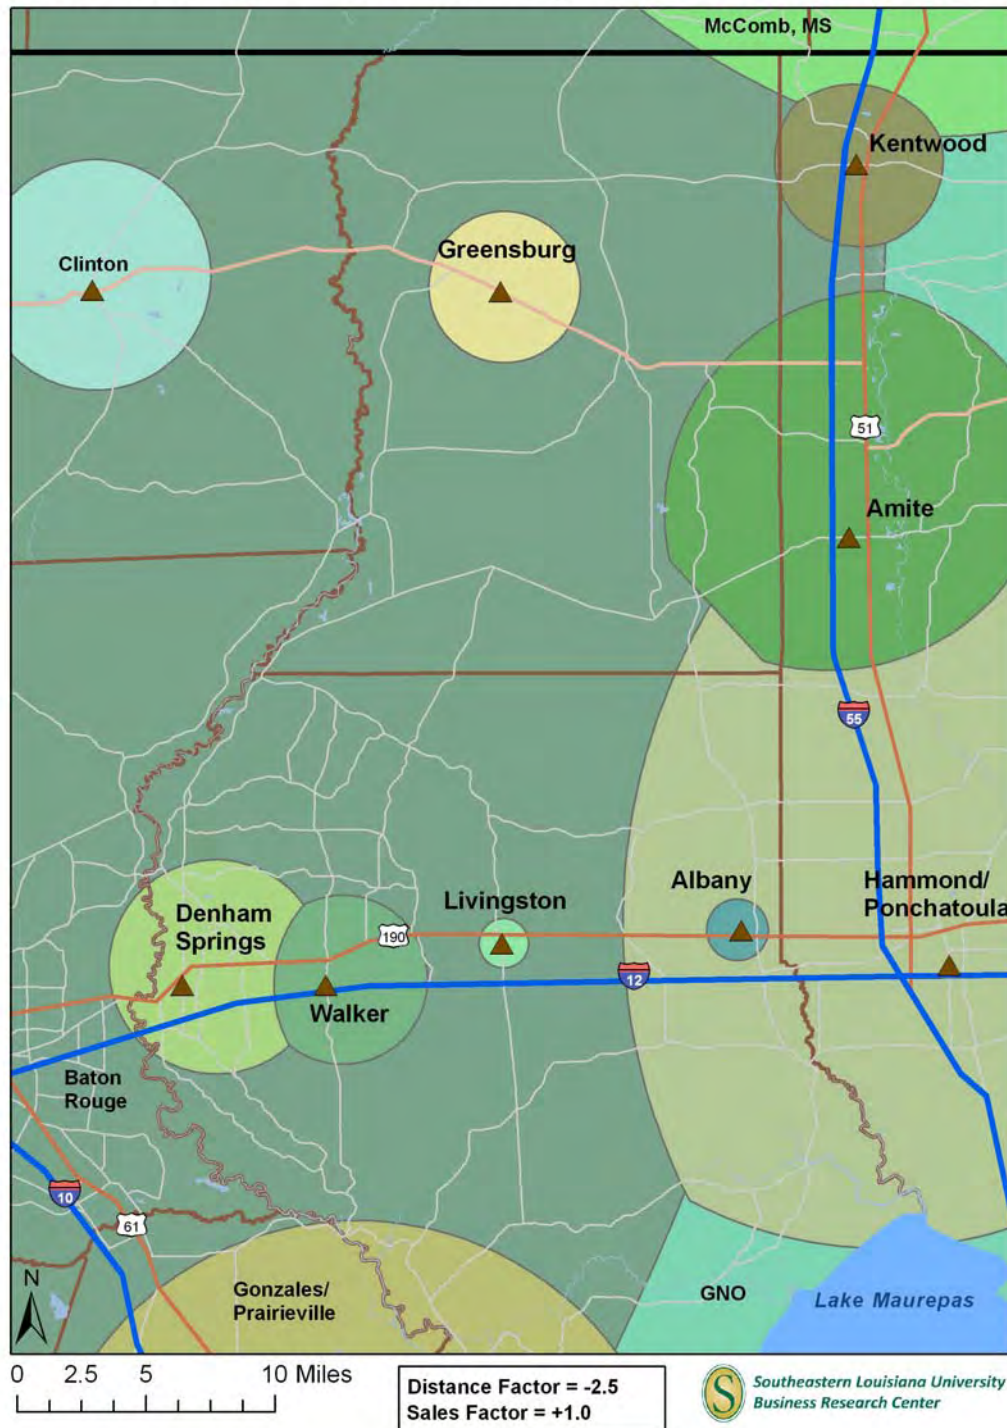 McComb, MS
Kentwood
Clinton
Greensburg
51
Amite
55
Denham
Springs
Livingston
Albany
Hammond/
Ponchatoula
190
12
Walker
Baton
Rouge
10
61
N
Gonzales/
Prairieville
GNO
Lake Maurepas
0 2.5 5 10 Miles
Distance Factor = -2.5
Sales Factor = +1.0
S
Southeastern Louisiana University
Business Research Center